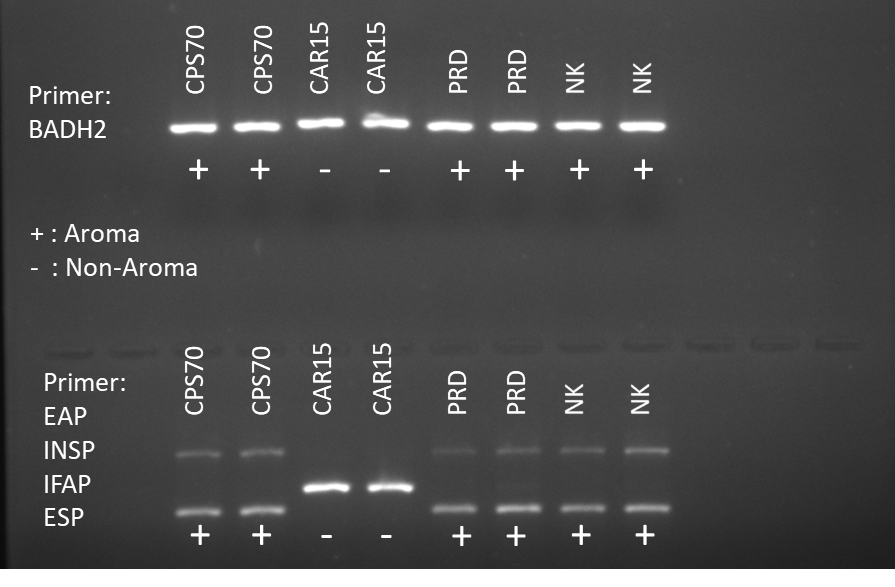 CPS70 CPS70 CAR15 CAR15 PRD PRD NK NK
Primer:
BADH2
+ + - - + + + +
+ : Aroma
- : Non-Aroma
CPS70 CPS70 CAR15 CAR15 PRD PRD NK NK
Primer:
EAP
INSP
IFAP
ESP
+ + - - + + + +